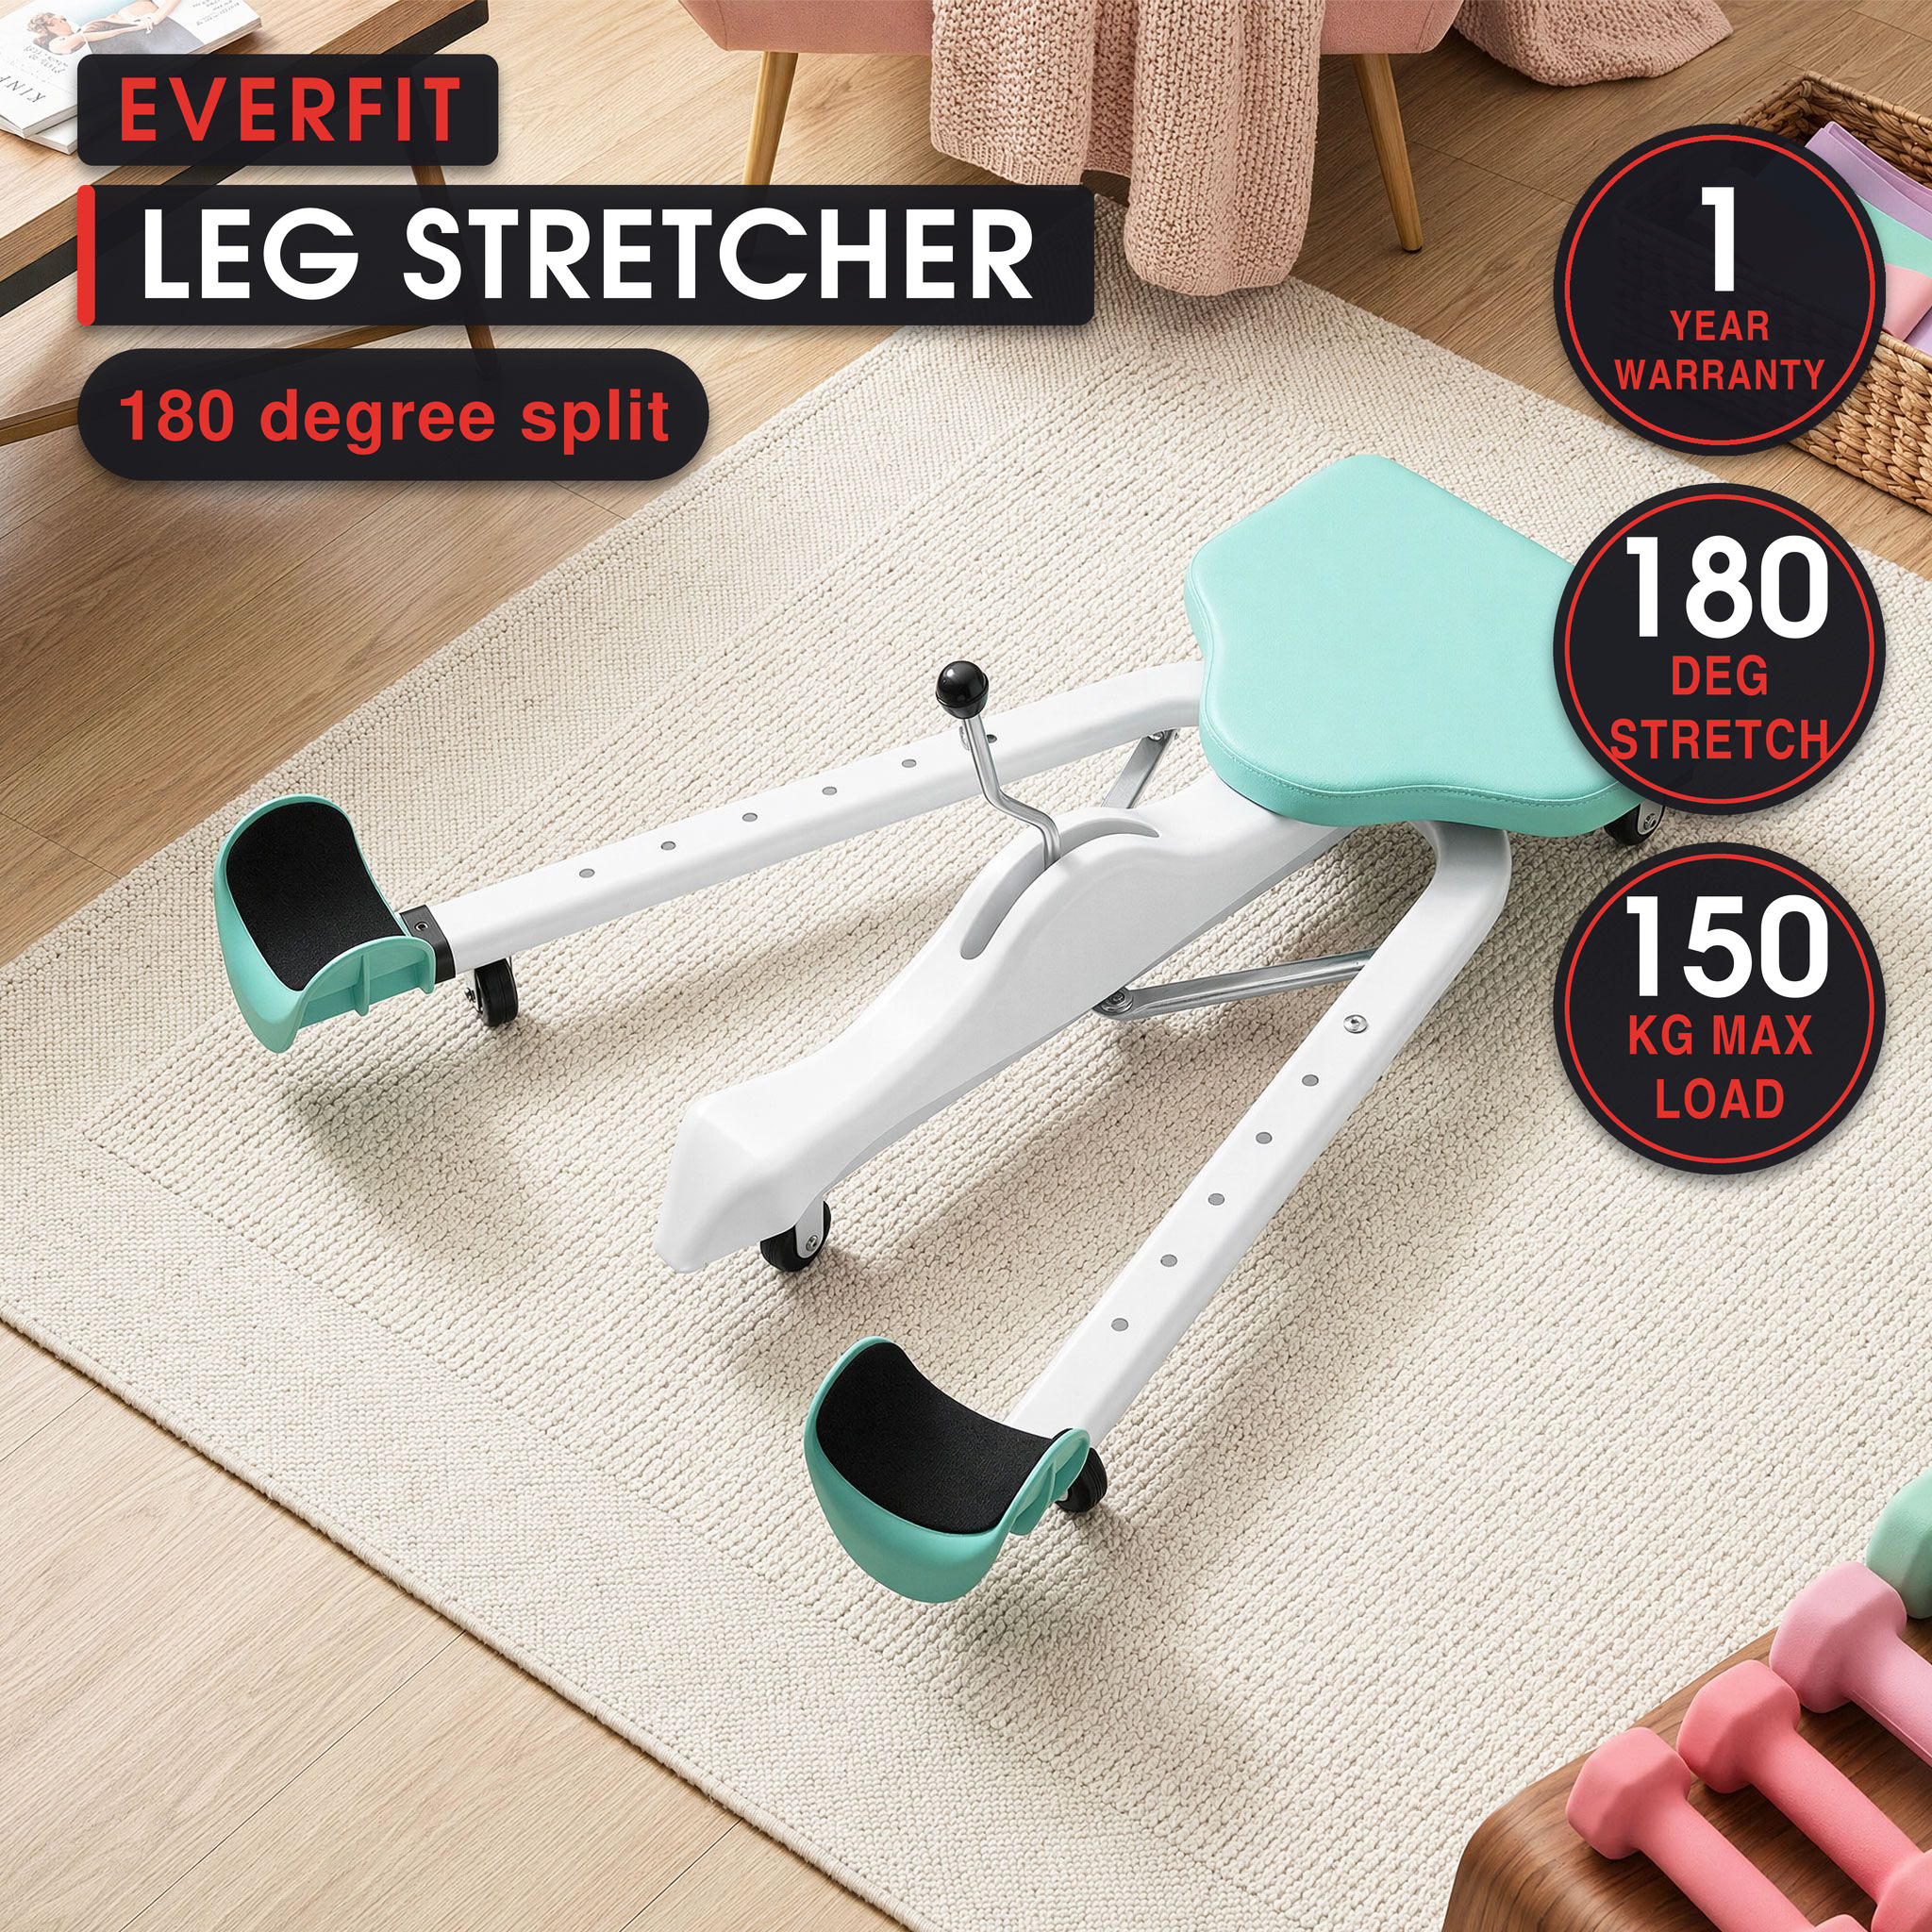 EVERFIT
LEG STRETCHER
180 degree split
1
YEAR
WARRANTY
180
DEG
STRETCH
150
KG MAX
LOAD